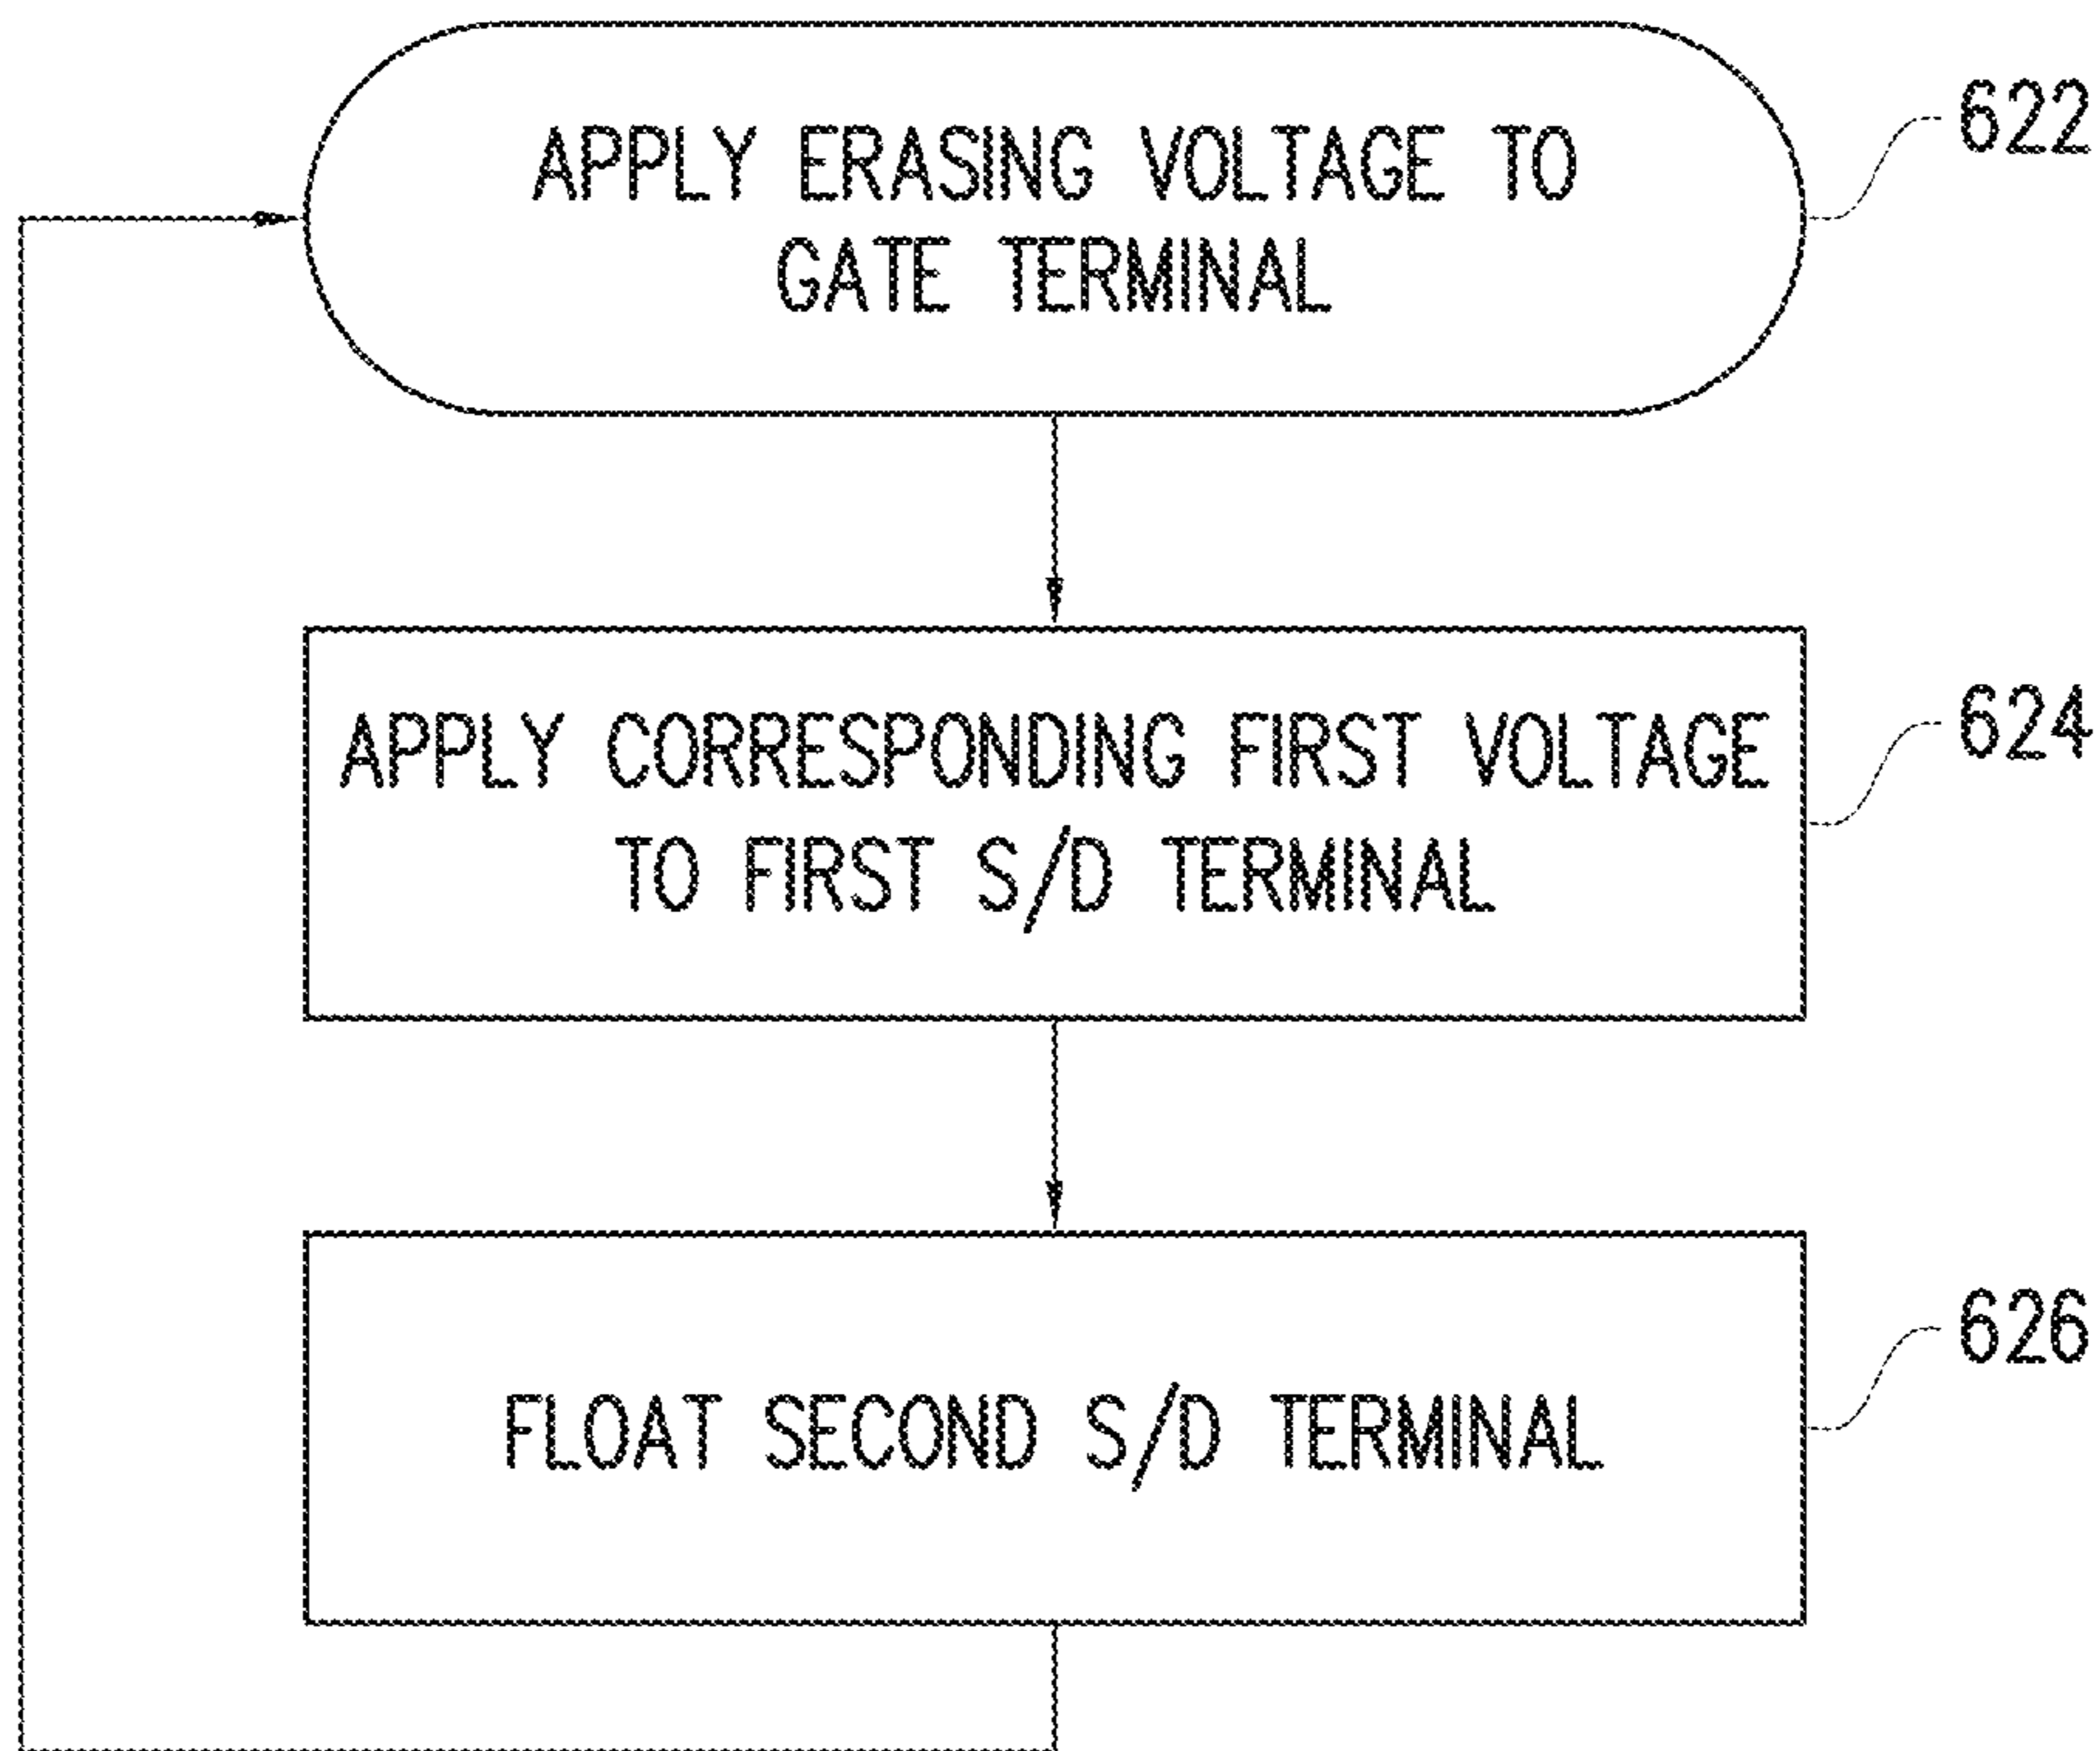 APPLY ERASING VOLTAGE TO
GATE TERMINAL
622
APPLY CORRESPONDING FIRST VOLTAGE
TO FIRST S/D TERMINAL
624
FLOAT SECOND S/D TERMINAL
626